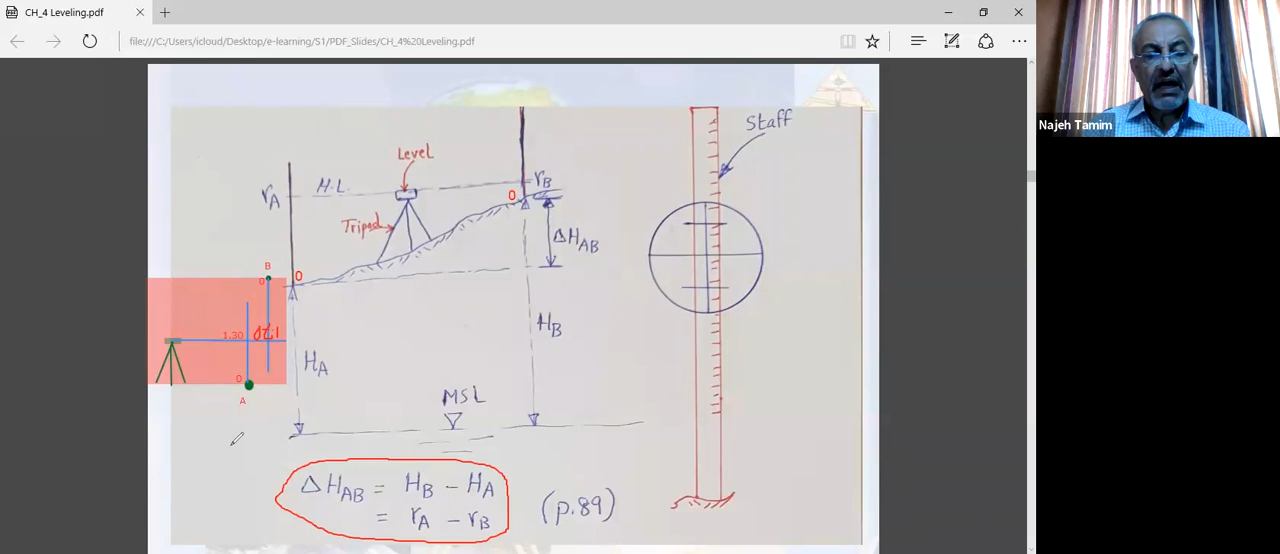 CH_4 Leveling.pdf
file:///C:/Users/icloud/Desktop/e-learning/S1/PDF_Slides/CH_4%20Leveling.pdf
Najeh Tamim
Staff
Level
rA
H.L.
rB
0
Tripod
ΔHAB
0
B
0
1.30
HB
HA
0
A
MSL
ΔHAB = HB - HA
= rA - rB
(p.89)